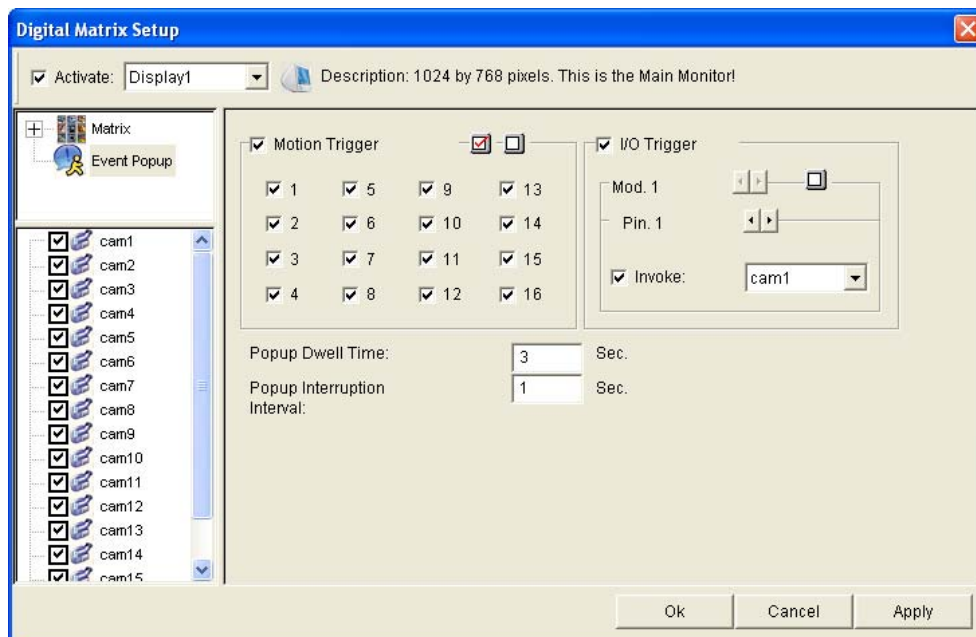 Digital Matrix Setup
Activate: Display1 Description: 1024 by 768 pixels. This is the Main Monitor!
Matrix
Event Popup
cam1
cam2
cam3
cam4
cam5
cam6
cam7
cam8
cam9
cam10
cam11
cam12
cam13
cam14
cam15
Motion Trigger
1 5 9 13
2 6 10 14
3 7 11 15
4 8 12 16
I/O Trigger
Mod. 1
Pin. 1
Invoke: cam1
Popup Dwell Time: 3 Sec.
Popup Interruption
Interval: 1 Sec.
Ok Cancel Apply